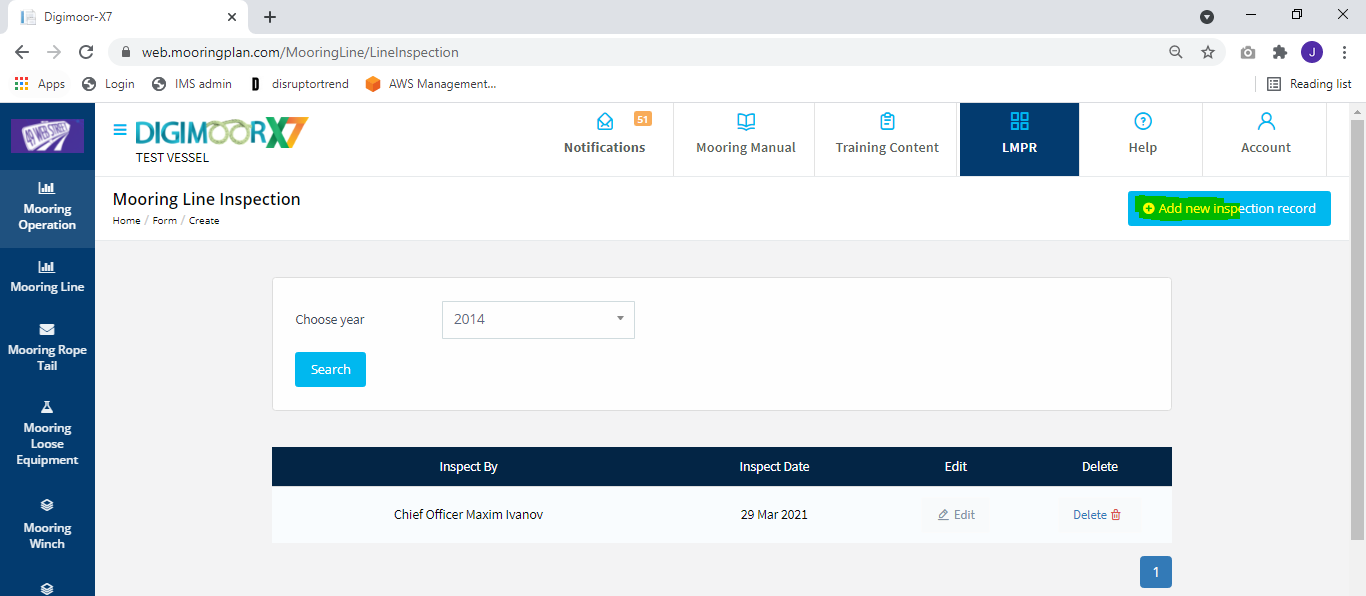 Digimoor-X7
web.mooringplan.com/MooringLine/LineInspection
J
Apps
Login
IMS admin
disruptortrend
AWS Management...
Reading list
49 WEB STREET
DIGIMOORX7
TEST VESSEL
51
Notifications
Mooring Manual
Training Content
LMPR
Help
Account
Mooring
Operation
Mooring Line
Mooring Rope
Tail
Mooring
Loose
Equipment
Mooring
Winch
Mooring Line Inspection
Home / Form / Create
Add new inspection record
Choose year
2014
Search
Inspect By Inspect Date Edit Delete
Chief Officer Maxim Ivanov 29 Mar 2021 Edit Delete
1